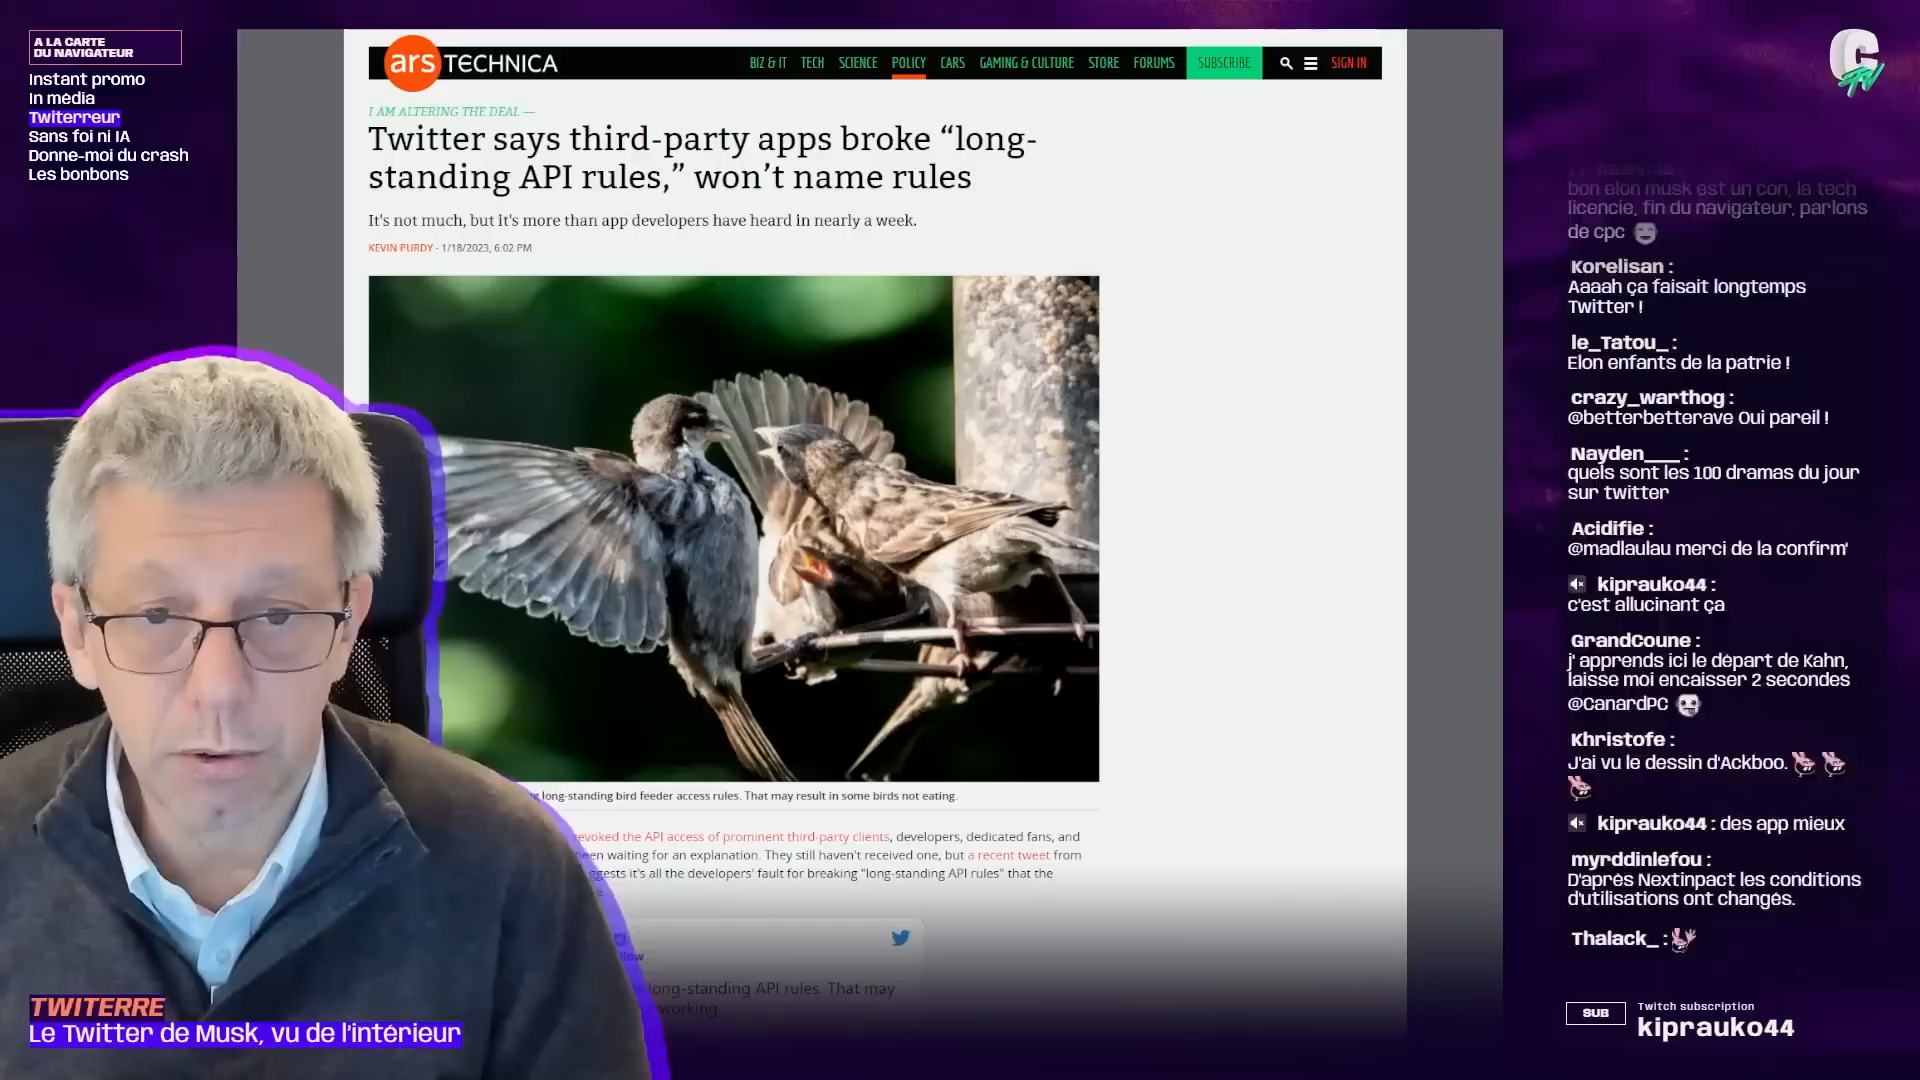 A LA CARTE
DU NAVIGATEUR
Instant promo
In média
Twiterreur
Sans foi ni IA
Donne-moi du crash
Les bonbons
ars TECHNICA
BIZ & IT TECH SCIENCE POLICY CARS GAMING & CULTURE STORE FORUMS SUBSCRIBE SIGN IN
I AM ALTERING THE DEAL —
Twitter says third-party apps broke “long-
standing API rules,” won’t name rules
It's not much, but it's more than app developers have heard in nearly a week.
KEVIN PURDY - 1/18/2023, 6:02 PM
long-standing bird feeder access rules. That may result in some birds not eating.
revoked the API access of prominent third-party clients, developers, dedicated fans, and
been waiting for an explanation. They still haven't received one, but a recent tweet from
suggests it's all the developers' fault for breaking "long-standing API rules" that the
long-standing API rules. That may
working
TWITERRE
Le Twitter de Musk, vu de l'intérieur
C TV
bon elon musk est un con, la tech
licencie, fin du navigateur, parlons
de cpc
Korelisan :
Aaaah ça faisait longtemps
Twitter !
le_Tatou_ :
Elon enfants de la patrie !
crazy_warthog :
@betterbetterave Oui pareil !
Nayden___ :
quels sont les 100 dramas du jour
sur twitter
Acidifie :
@madlaulau merci de la confirm'
kiprauko44 :
c'est allucinant ça
GrandCoune :
j' apprends ici le départ de Kahn,
laisse moi encaisser 2 secondes
@CanardPC
Khristofe :
J'ai vu le dessin d'Ackboo.
kiprauko44 : des app mieux
myrddinlefou :
D'après Nextinpact les conditions
d'utilisations ont changés.
Thalack_ :
SUB
Twitch subscription
kiprauko44